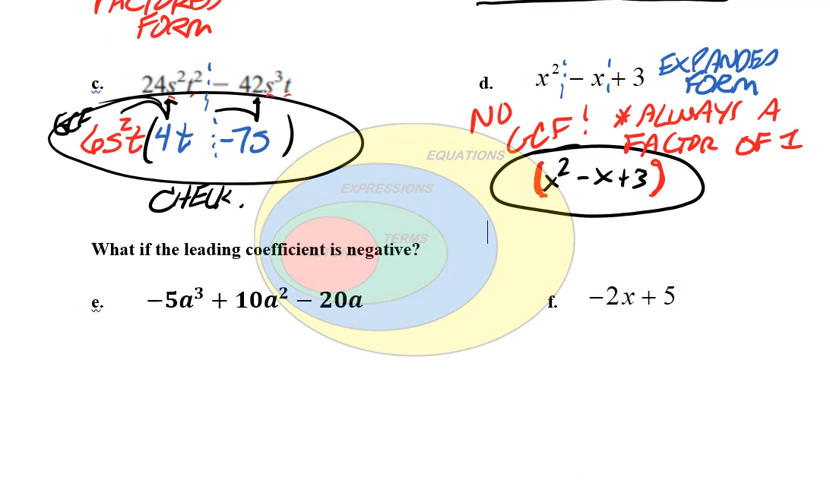 FACTORED
FORM
c. 24s²t² - 42s³t
GCF
6s²t(4t - 7s)
CHECK.
d. x² - x + 3
EXPANDED
FORM
NO
GCF! *ALWAYS A
FACTOR OF 1
(x² - x + 3)
EQUATIONS
EXPRESSIONS
TERMS
What if the leading coefficient is negative?
e. −5a³ + 10a² − 20a
f. −2x + 5